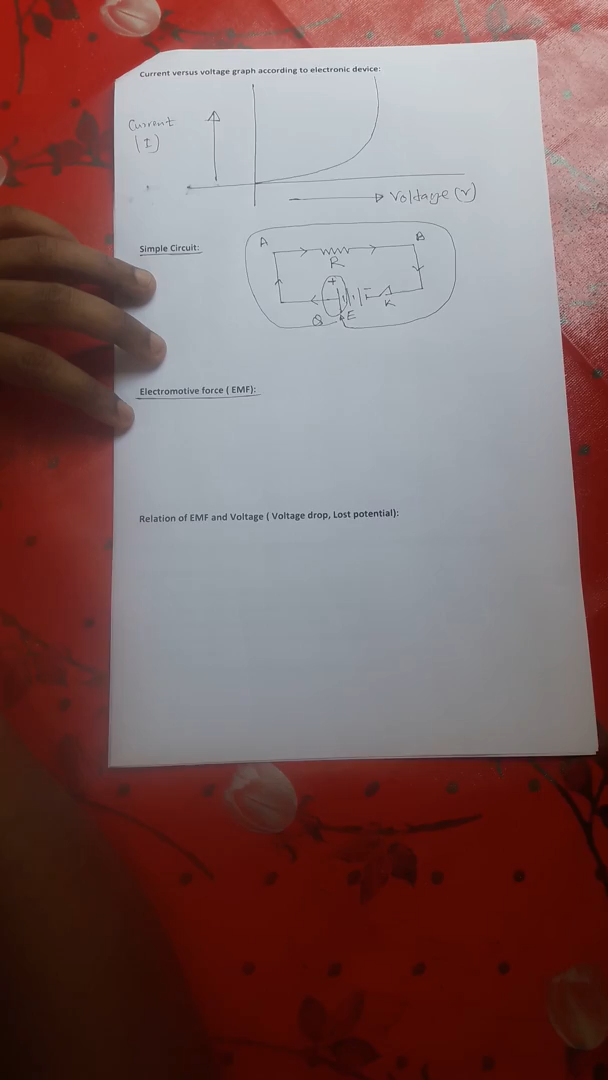 Current versus voltage graph according to electronic device:
Current
(I)
Voltage (V)
Simple Circuit:
A
B
R
+
K
Q
E
Electromotive force ( EMF):
Relation of EMF and Voltage ( Voltage drop, Lost potential):